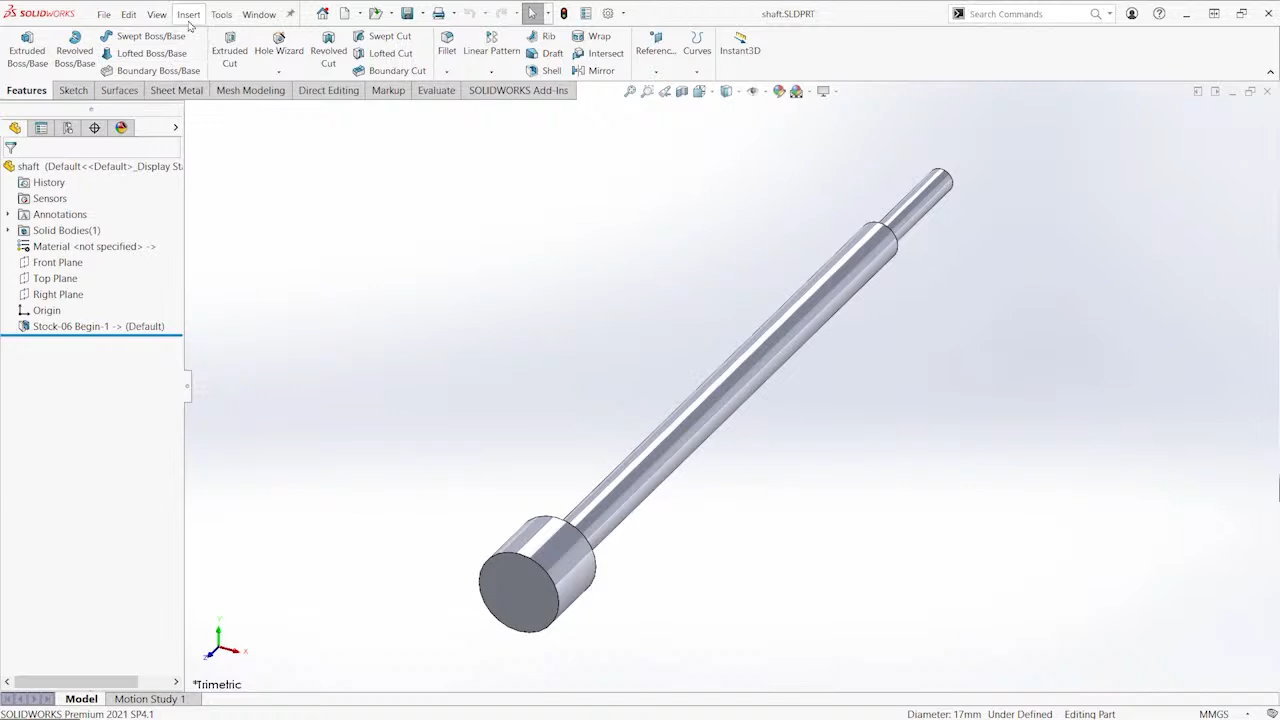 SOLIDWORKS File Edit View Insert Tools Window shaft.SLDPRT Search Commands
Extruded Boss/Base
Revolved Boss/Base
Swept Boss/Base
Lofted Boss/Base
Boundary Boss/Base
Extruded Cut
Hole Wizard
Revolved Cut
Swept Cut
Lofted Cut
Boundary Cut
Fillet
Linear Pattern
Rib
Draft
Shell
Wrap
Intersect
Mirror
Referenc...
Curves
Instant3D
Features Sketch Surfaces Sheet Metal Mesh Modeling Direct Editing Markup Evaluate SOLIDWORKS Add-Ins
shaft (Default<<Default>_Display St
History
Sensors
Annotations
Solid Bodies(1)
Material <not specified> ->
Front Plane
Top Plane
Right Plane
Origin
Stock-06 Begin-1 -> (Default)
Y
X
Z
*Trimetric
Model Motion Study 1
SOLIDWORKS Premium 2021 SP4.1 Diameter: 17mm Under Defined Editing Part MMGS